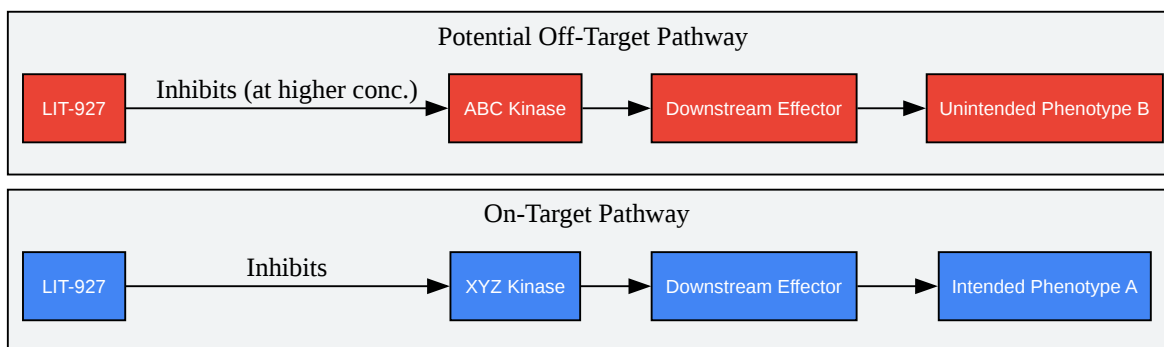 Potential Off-Target Pathway
LIT-927
Inhibits (at higher conc.)
ABC Kinase
Downstream Effector
Unintended Phenotype B
On-Target Pathway
LIT-927
Inhibits
XYZ Kinase
Downstream Effector
Intended Phenotype A